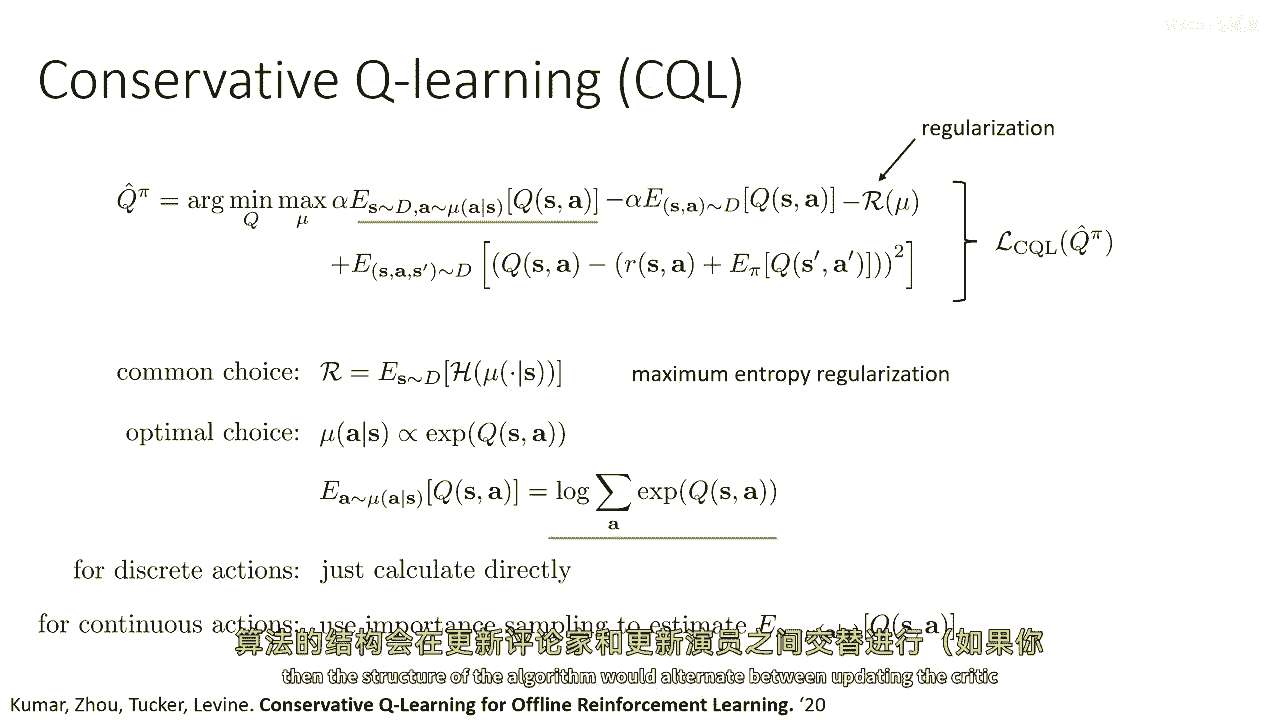 Conservative Q-learning (CQL)
regularization
$\hat{Q}^{\pi} = \arg \min_{Q} \max_{\mu} \alpha E_{\mathbf{s} \sim D, \mathbf{a} \sim \mu(\mathbf{a}|\mathbf{s})}[Q(\mathbf{s}, \mathbf{a})] - \alpha E_{(\mathbf{s},\mathbf{a}) \sim D}[Q(\mathbf{s}, \mathbf{a})] - \mathcal{R}(\mu)$
$+ E_{(\mathbf{s},\mathbf{a},\mathbf{s}') \sim D} \left[ (Q(\mathbf{s}, \mathbf{a}) - (r(\mathbf{s}, \mathbf{a}) + E_{\pi}[Q(\mathbf{s}', \mathbf{a}')]))^2 \right]$
$\mathcal{L}_{\text{CQL}}(\hat{Q}^{\pi})$
common choice: $\mathcal{R} = E_{\mathbf{s} \sim D}[\mathcal{H}(\mu(\cdot|\mathbf{s}))]$ maximum entropy regularization
optimal choice: $\mu(\mathbf{a}|\mathbf{s}) \propto \exp(Q(\mathbf{s}, \mathbf{a}))$
$E_{\mathbf{a} \sim \mu(\mathbf{a}|\mathbf{s})}[Q(\mathbf{s}, \mathbf{a})] = \log \sum_{\mathbf{a}} \exp(Q(\mathbf{s}, \mathbf{a}))$
for discrete actions: just calculate directly
for continuous actions: use importance sampling to estimate $E$ $[Q(\mathbf{s}, \mathbf{a})]$
算法的结构会在更新评论家和更新演员之间交替进行（如果你
then the structure of the algorithm would alternate between updating the critic
Kumar, Zhou, Tucker, Levine. Conservative Q-Learning for Offline Reinforcement Learning. ‘20